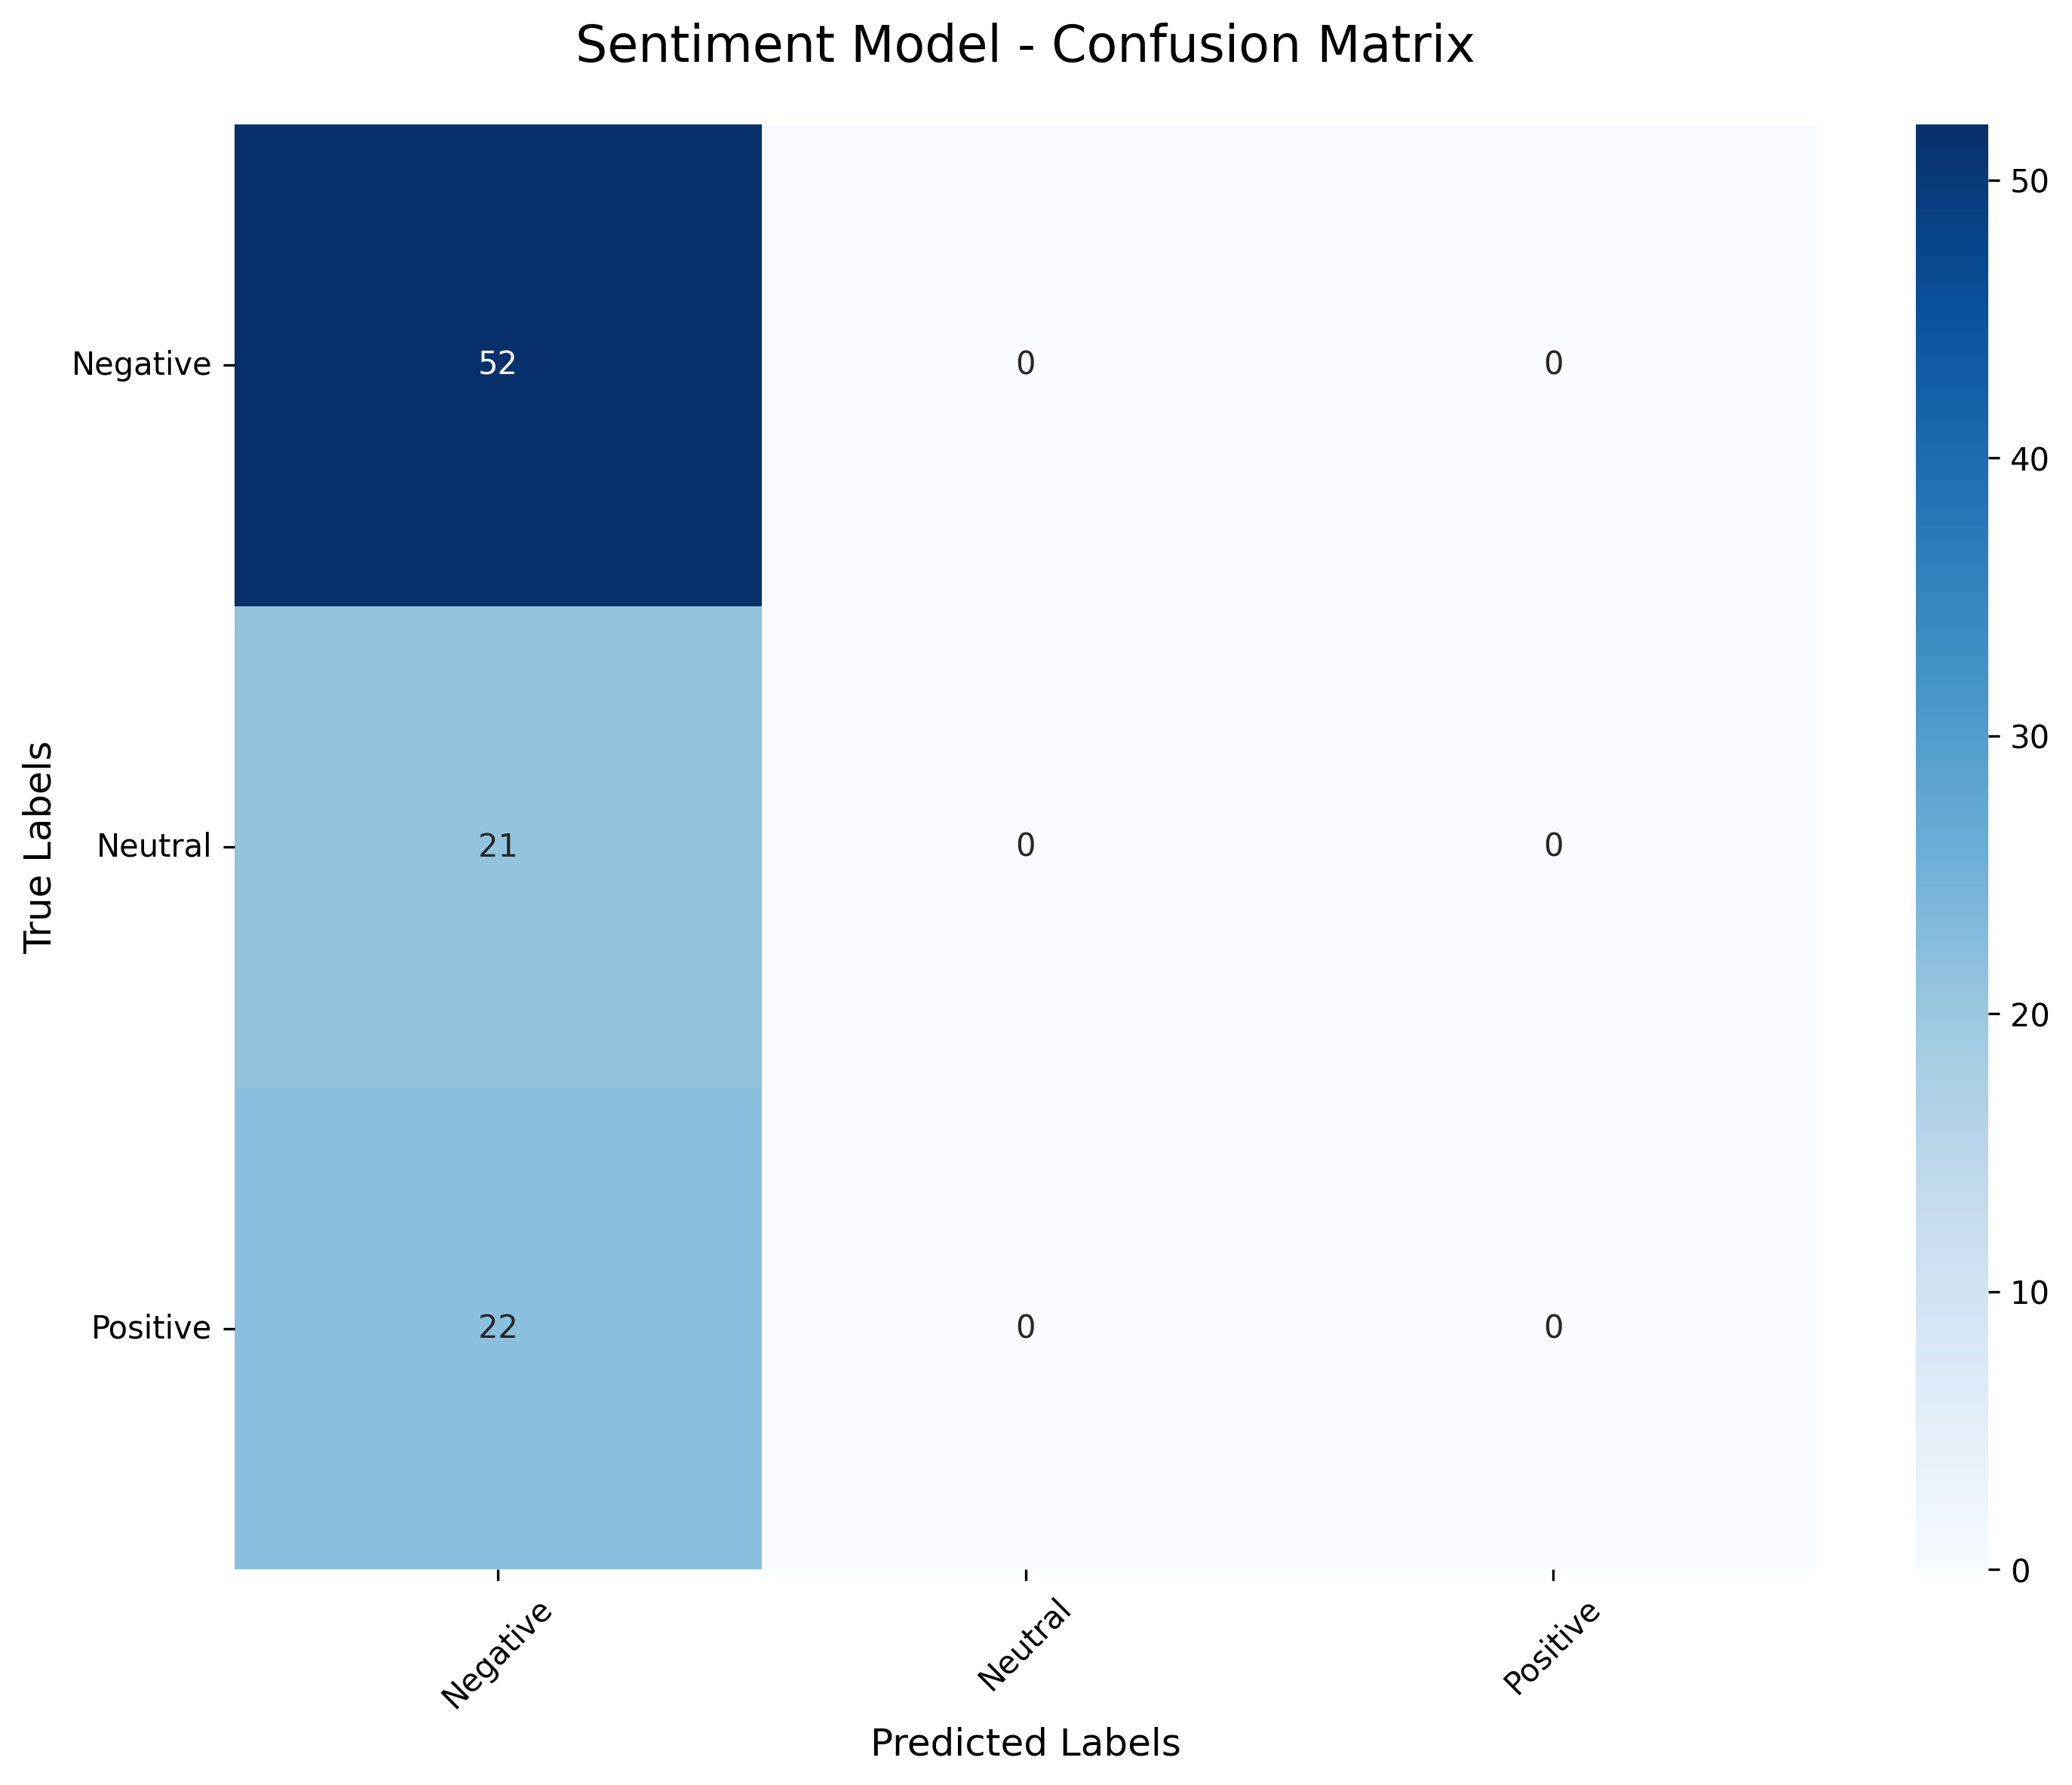 Sentiment Model - Confusion Matrix
50
Negative 52 0 0
40
30
True Labels
Neutral 21 0 0
20
10
Positive 22 0 0
0
Negative Neutral Positive
Predicted Labels